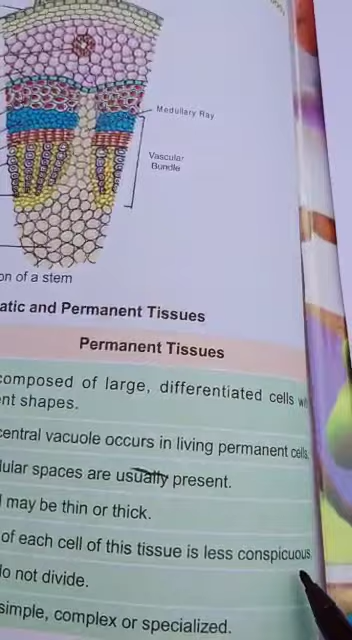 Medullary Ray
Vascular
Bundle
on of a stem
atic and Permanent Tissues
Permanent Tissues
composed of large, differentiated cells
nt shapes.
central vacuole occurs in living permanent cells.
lular spaces are usually present.
may be thin or thick.
of each cell of this tissue is less conspicuous.
do not divide.
simple, complex or specialized.